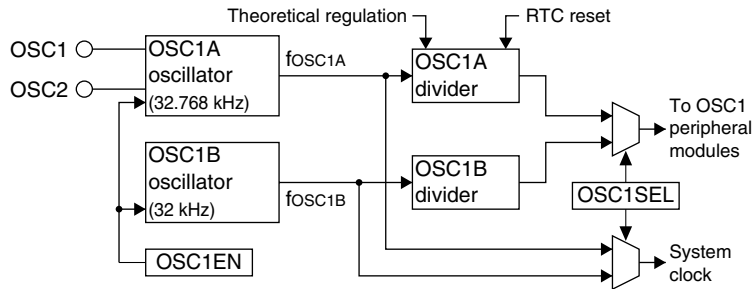 Theoretical regulation
RTC reset
OSC1
OSC2
OSC1A
oscillator
(32.768 kHz)
fOSC1A
OSC1A
divider
To OSC1
peripheral
modules
OSC1B
oscillator
(32 kHz)
fOSC1B
OSC1B
divider
OSC1SEL
OSC1EN
System
clock